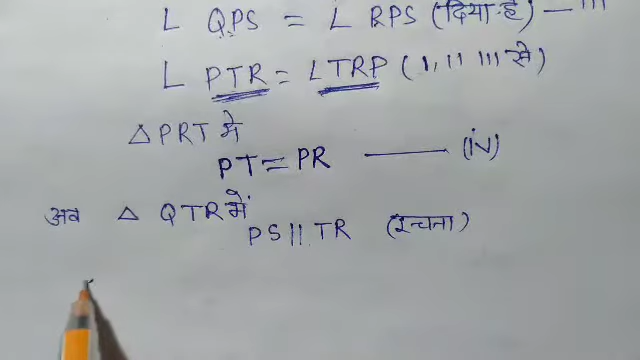 L QPS = L RPS (दिया है) — III
L PTR = L TRP (I, II III से)
△ PRT में
PT = PR —— (iv)
अब △ QTR में
PS || TR (रचना)